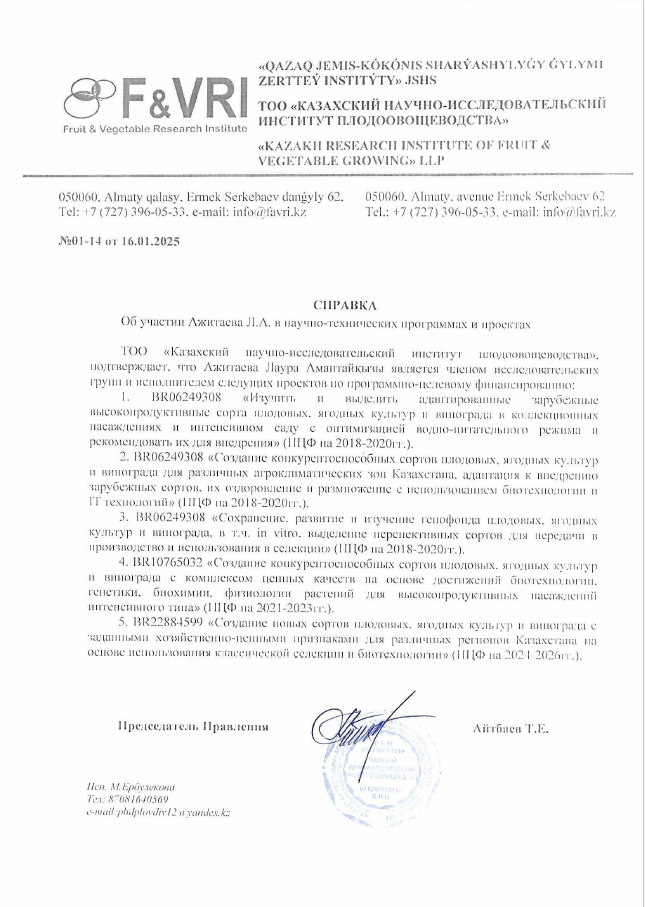 «QAZAQ JEMIS-KÓKÓNIS SHARÝASHYLYǴY ǴYLYMI
ZERTTEÝ INSTITÝTY» JSHS
F&VRI
Fruit & Vegetable Research Institute
ТОО «КАЗАХСКИЙ НАУЧНО-ИССЛЕДОВАТЕЛЬСКИЙ
ИНСТИТУТ ПЛОДООВОЩЕВОДСТВА»
«KAZAKH RESEARCH INSTITUTE OF FRUIT &
VEGETABLE GROWING» LLP
050060, Almaty qalasy, Ermek Serkebaev dańǵyly 62,
Tel: +7 (727) 396-05-33, e-mail: info@favri.kz
050060, Almaty, avenue Ermek Serkebaev 62
Tel.: +7 (727) 396-05-33, e-mail: info@favri.kz
№01-14 от 16.01.2025
СПРАВКА
Об участии Ажитаева Л.А. в научно-технических программах и проектах
ТОО «Казахский научно-исследовательский институт плодоовощеводства»,
подтверждает, что Ажитаева Лаура Амантайқызы является членом исследовательских
групп и исполнителем следущих проектов по программно-целевому финансированию:
1. BR06249308 «Изучить и выделить адаптированные зарубежные
высокопродуктивные сорта плодовых, ягодных культур и винограда в коллекционных
насаждениях и интенсивном саду с оптимизацией водно-питательного режима и
рекомендовать их для внедрения» (ПЦФ на 2018-2020гг.).
2. BR06249308 «Создание конкурентоспособных сортов плодовых, ягодных культур
и винограда для различных агроклиматических зон Казахстана, адаптация к внедрению
зарубежных сортов, их оздоровление и размножение с использованием биотехнологии и
IT технологий» (ПЦФ на 2018-2020гг.).
3. BR06249308 «Сохранение, развитие и изучение генофонда плодовых, ягодных
культур и винограда, в т.ч. in vitro, выделение перспективных сортов для передачи в
производство и использования в селекции» (ПЦФ на 2018-2020гг.).
4. BR10765032 «Создание конкурентоспособных сортов плодовых, ягодных культур
и винограда с комплексом ценных качеств на основе достижений биотехнологии,
генетики, биохимии, физиологии растений для высокопродуктивных насаждений
интенсивного типа» (ПЦФ на 2021-2023гг.).
5. BR22884599 «Создание новых сортов плодовых, ягодных культур и винограда с
заданными хозяйственно-ценными признаками для различных регионов Казахстана на
основе использования классической селекции и биотехнологии» (ПЦФ на 2024-2026гг.).
Председатель Правления
Айтбаев Т.Е.
Исп. М.Ербулекова
Тел: 87081640569
e-mail:phdplovdiv12@yandex.kz